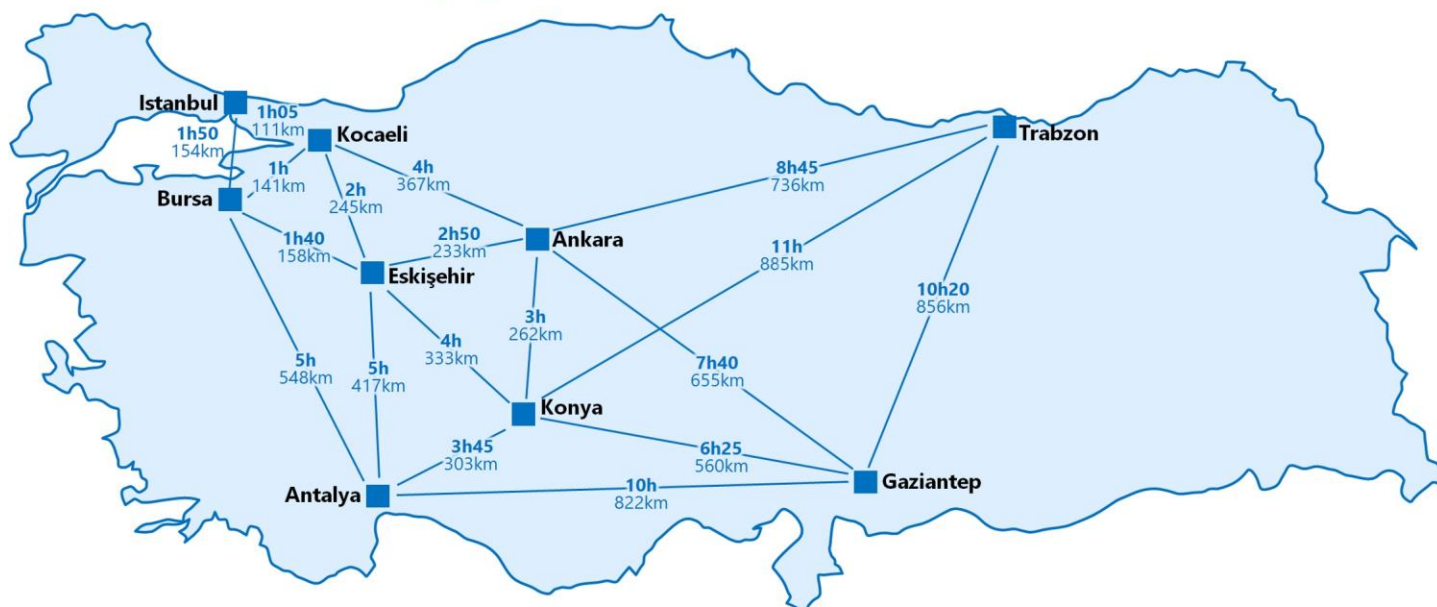 Istanbul
1h05
111km
Kocaeli
Trabzon
1h50
154km
1h
141km
4h
367km
8h45
736km
2h
245km
Bursa
1h40
158km
2h50
233km
Ankara
11h
885km
Eskişehir
10h20
856km
3h
262km
4h
333km
5h
548km
5h
417km
7h40
655km
Konya
3h45
303km
6h25
560km
Antalya
10h
822km
Gaziantep